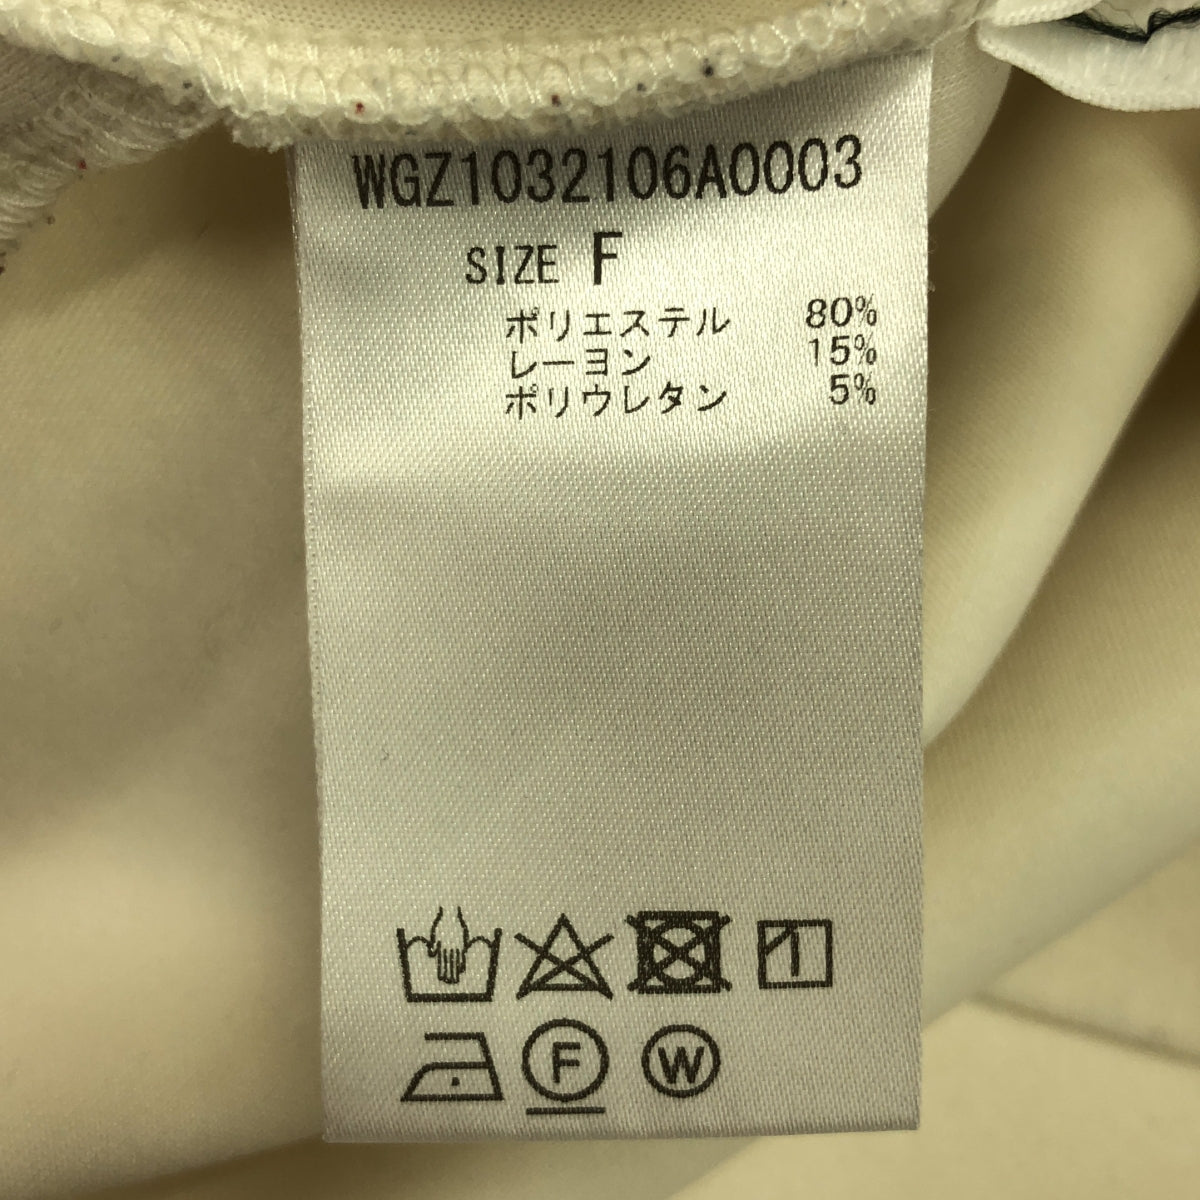 WGZ1032106A0003
SIZE F
ポリエステル 80%
レーヨン 15%
ポリウレタン 5%
F W